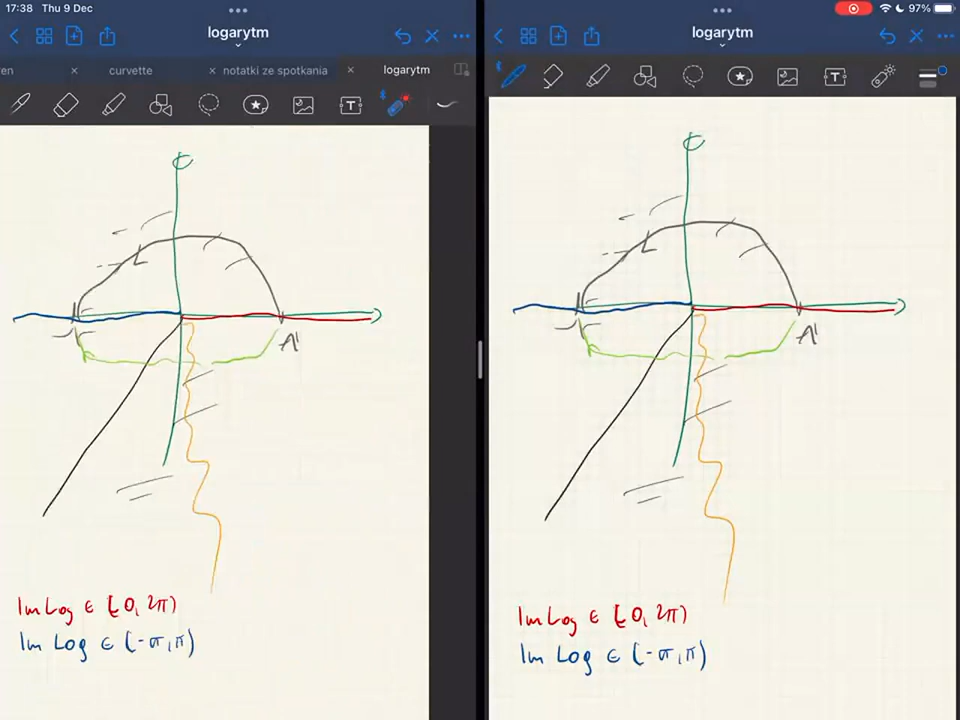 17:38 Thu 9 Dec
97%
logarytm
logarytm
ren
curvette
notatki ze spotkania
logarytm
T
T
A
A
Im Log ∈ [0, 2π)
Im Log ∈ (-π, π)
Im Log ∈ [0, 2π)
Im Log ∈ (-π, π)